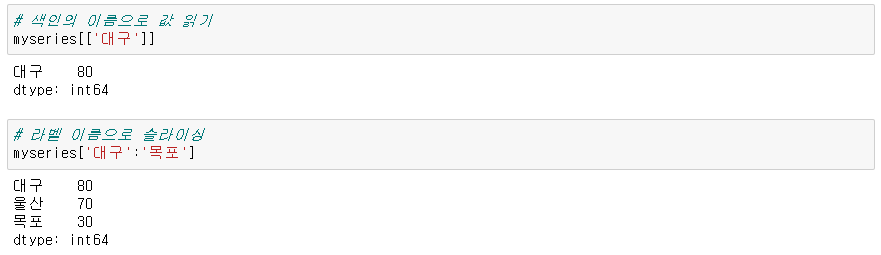 # 색인의 이름으로 값 읽기
myseries[['대구']]
대구    80
dtype: int64
# 라벨 이름으로 슬라이싱
myseries['대구':'목포']
대구    80
울산    70
목포    30
dtype: int64